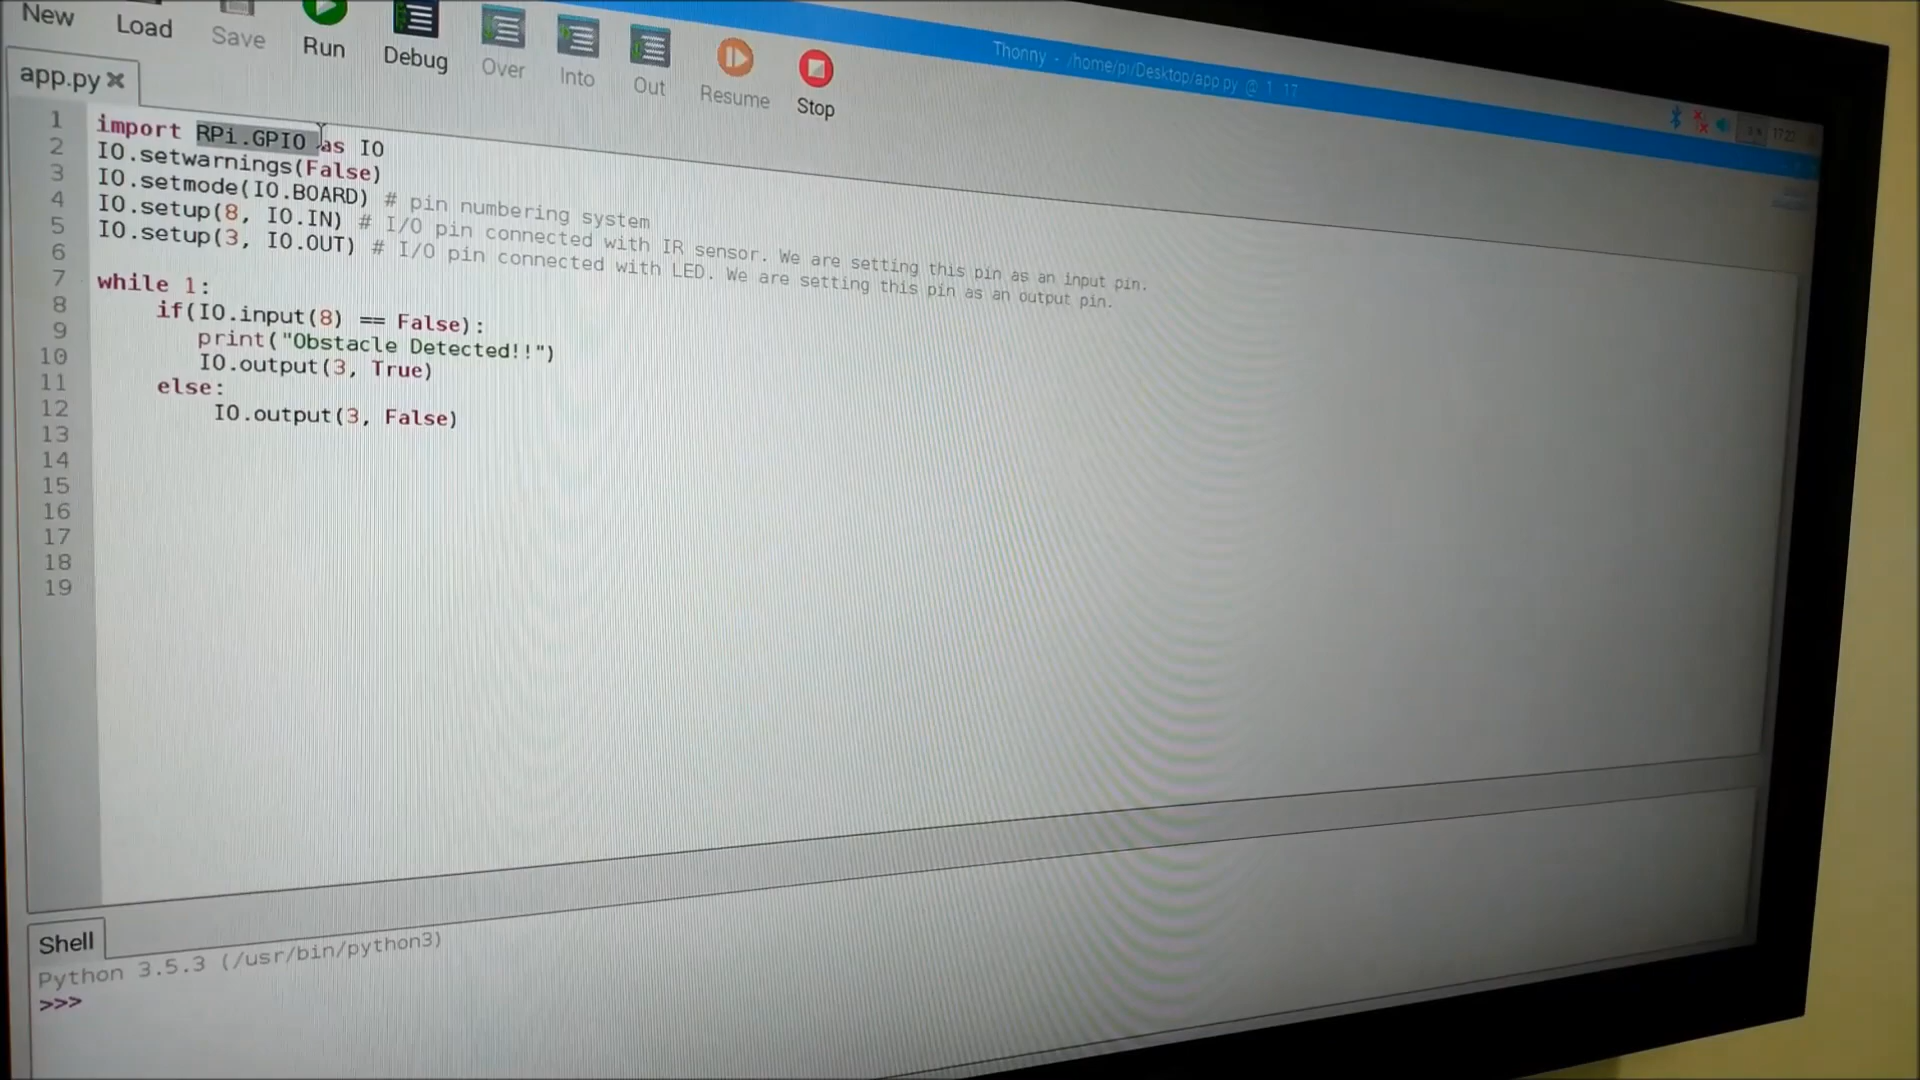 New Load Save Run Debug Over Into Out Resume Stop
Thonny - /home/pi/Desktop/app.py @ 1 17
app.py
1 import RPi.GPIO as IO
2 IO.setwarnings(False)
3 IO.setmode(IO.BOARD) # pin numbering system
4 IO.setup(8, IO.IN) # I/O pin connected with IR sensor. We are setting this pin as an input pin.
5 IO.setup(3, IO.OUT) # I/O pin connected with LED. We are setting this pin as an output pin.
6
7 while 1:
8 if(IO.input(8) == False):
9 print("Obstacle Detected!!")
10 IO.output(3, True)
11 else:
12 IO.output(3, False)
13
14
15
16
17
18
19
Shell
Python 3.5.3 (/usr/bin/python3)
>>>